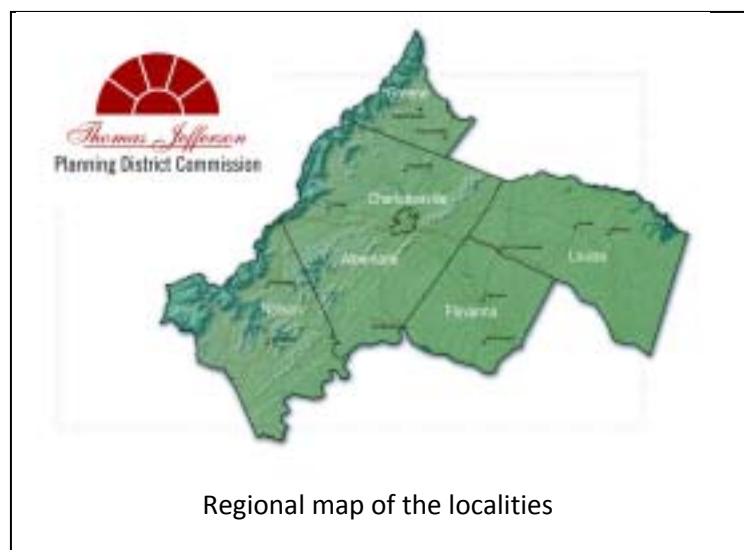 Thomas Jefferson
Planning District Commission
Greene
Charlottesville
Albemarle
Louisa
Nelson
Fluvanna
Regional map of the localities